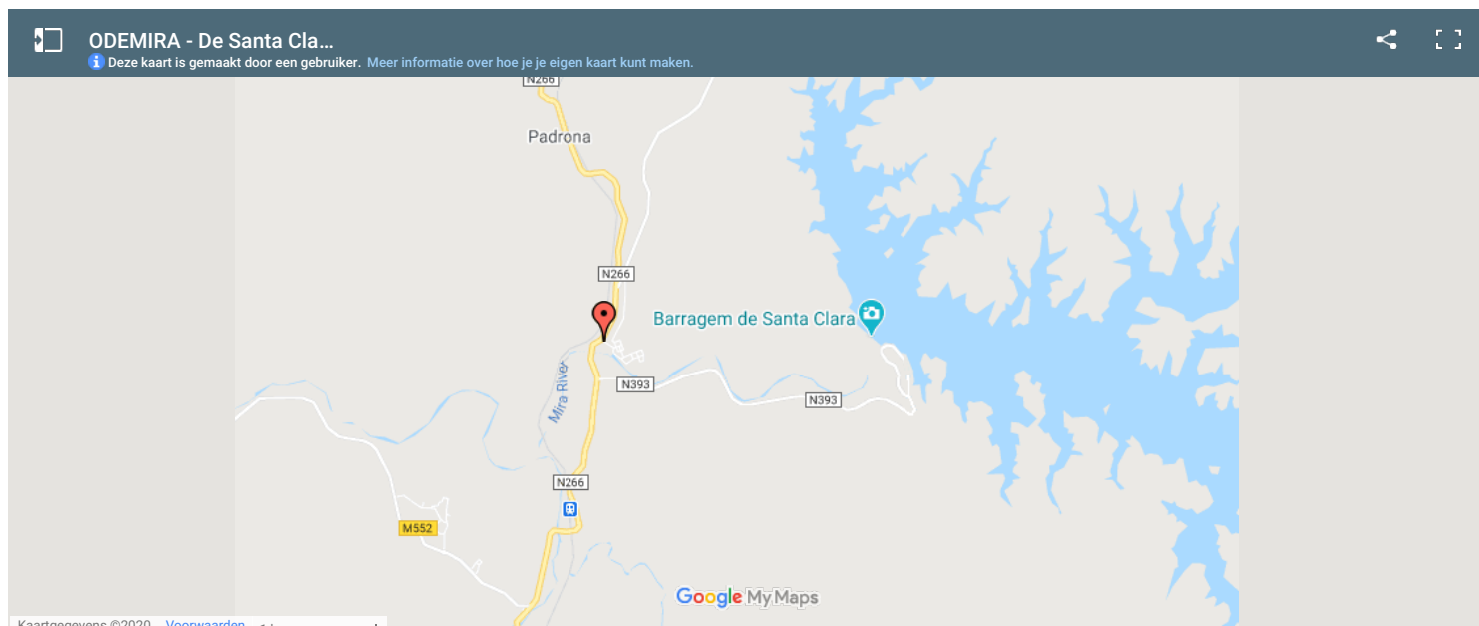 ODEMIRA - De Santa Cla...
Deze kaart is gemaakt door een gebruiker. Meer informatie over hoe je je eigen kaart kunt maken.
N266
Padrona
N266
Barragem de Santa Clara
Mira River
N393
N393
N266
M552
Google My Maps
Kaartgegevens ©2020 Voorwaarden